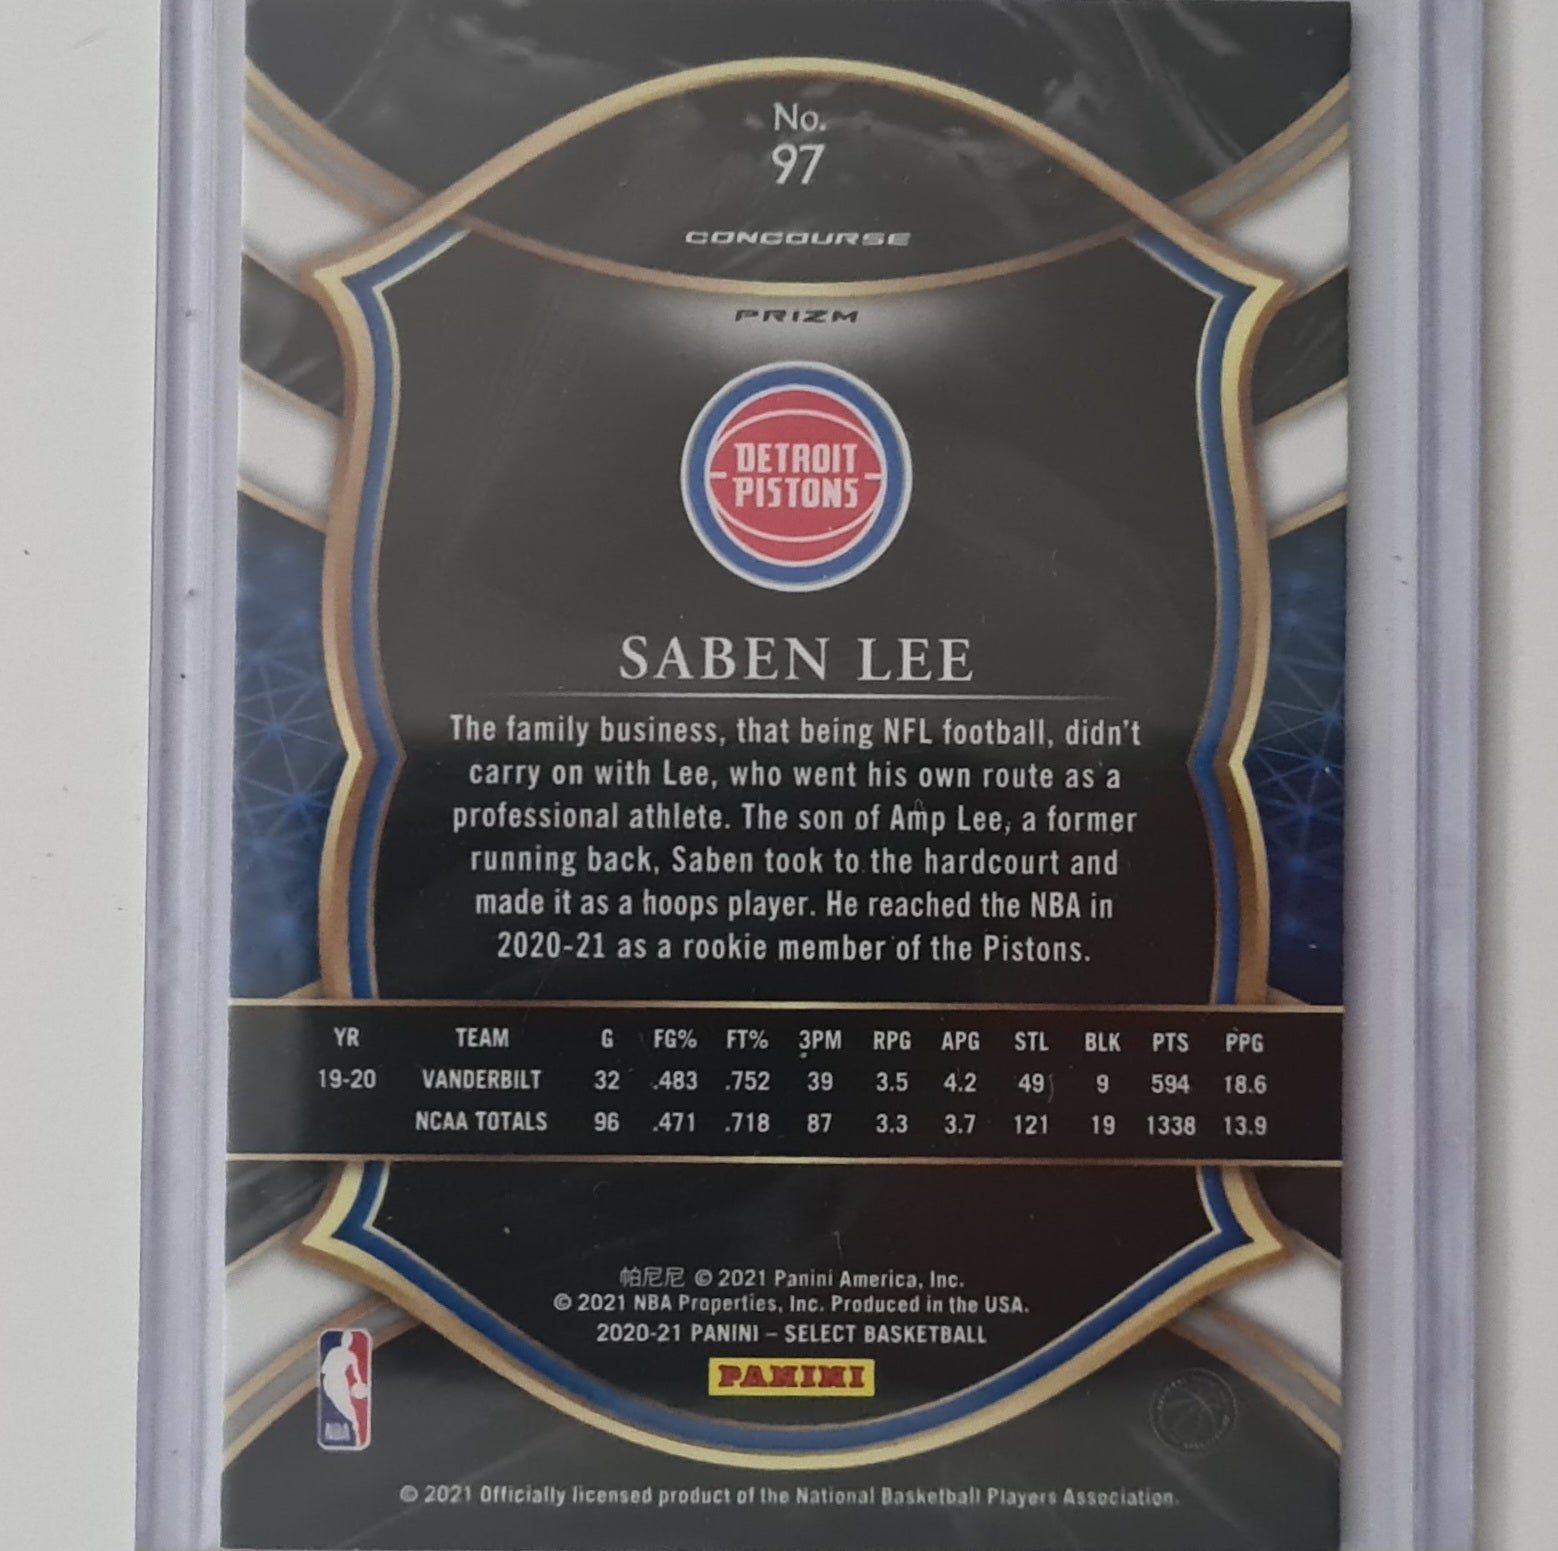 No.
97
CONCOURSE
PRIZM
DETROIT
PISTONS
SABEN LEE
The family business, that being NFL football, didn't
carry on with Lee, who went his own route as a
professional athlete. The son of Amp Lee, a former
running back, Saben took to the hardcourt and
made it as a hoops player. He reached the NBA in
2020-21 as a rookie member of the Pistons.
YR TEAM G FG% FT% 3PM RPG APG STL BLK PTS PPG
19-20 VANDERBILT 32 .483 .752 39 3.5 4.2 49 9 594 18.6
NCAA TOTALS 96 .471 .718 87 3.3 3.7 121 19 1338 13.9
帕尼尼 © 2021 Panini America, Inc.
© 2021 NBA Properties, Inc. Produced in the USA.
2020-21 PANINI – SELECT BASKETBALL
PANINI
NBA
© 2021 Officially licensed product of the National Basketball Players Association.